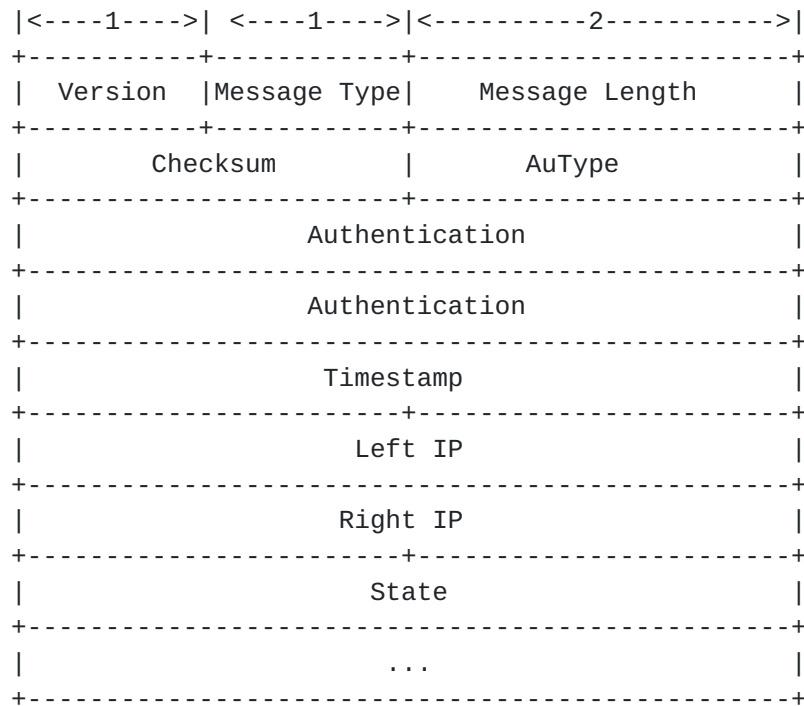 |<----1---->| <----1---->|<----------2----------->|
+-----------+------------+------------------------+
|  Version  |Message Type|    Message Length      |
+-----------+------------+------------------------+
|        Checksum        |       AuType           |
+------------------------+------------------------+
|                  Authentication                 |
+-------------------------------------------------+
|                  Authentication                 |
+-------------------------------------------------+
|                   Timestamp                     |
+------------------------+------------------------+
|                     Left IP                     |
+-------------------------------------------------+
|                    Right IP                     |
+------------------------+------------------------+
|                      State                      |
+-------------------------------------------------+
|                       ...                       |
+-------------------------------------------------+